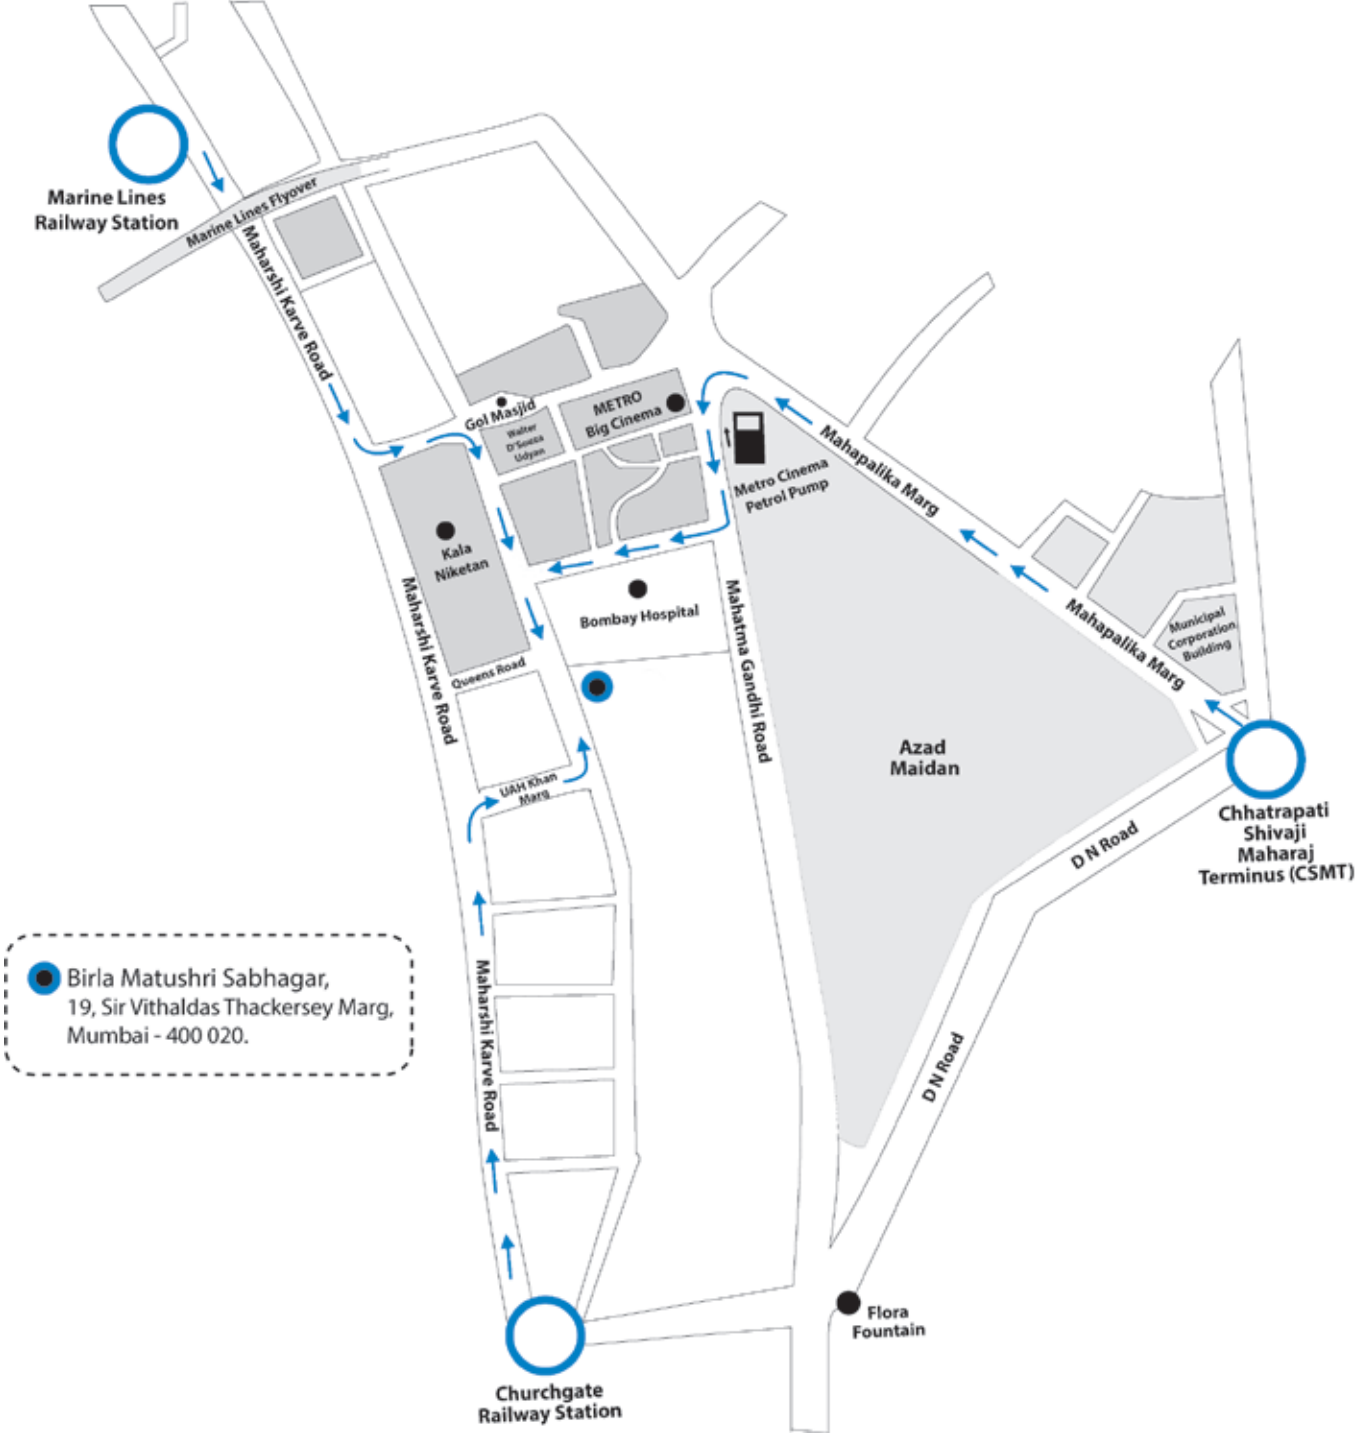 Marine Lines
Railway Station
Marine Lines Flyover
Maharshi Karve Road
Gol Masjid
Walter
D'Souza
Udyan
METRO
Big Cinema
Metro Cinema
Petrol Pump
Mahapalika Marg
Kala
Niketan
Bombay Hospital
Maharshi Karve Road
Queens Road
Mahatma Gandhi Road
Mahapalika Marg
Municipal
Corporation
Building
Azad
Maidan
UAH Khan
Marg
Chhatrapati
Shivaji
Maharaj
Terminus (CSMT)
D N Road
Birla Matushri Sabhagar,
19, Sir Vithaldas Thackersey Marg,
Mumbai - 400 020.
Maharshi Karve Road
D N Road
Flora
Fountain
Churchgate
Railway Station